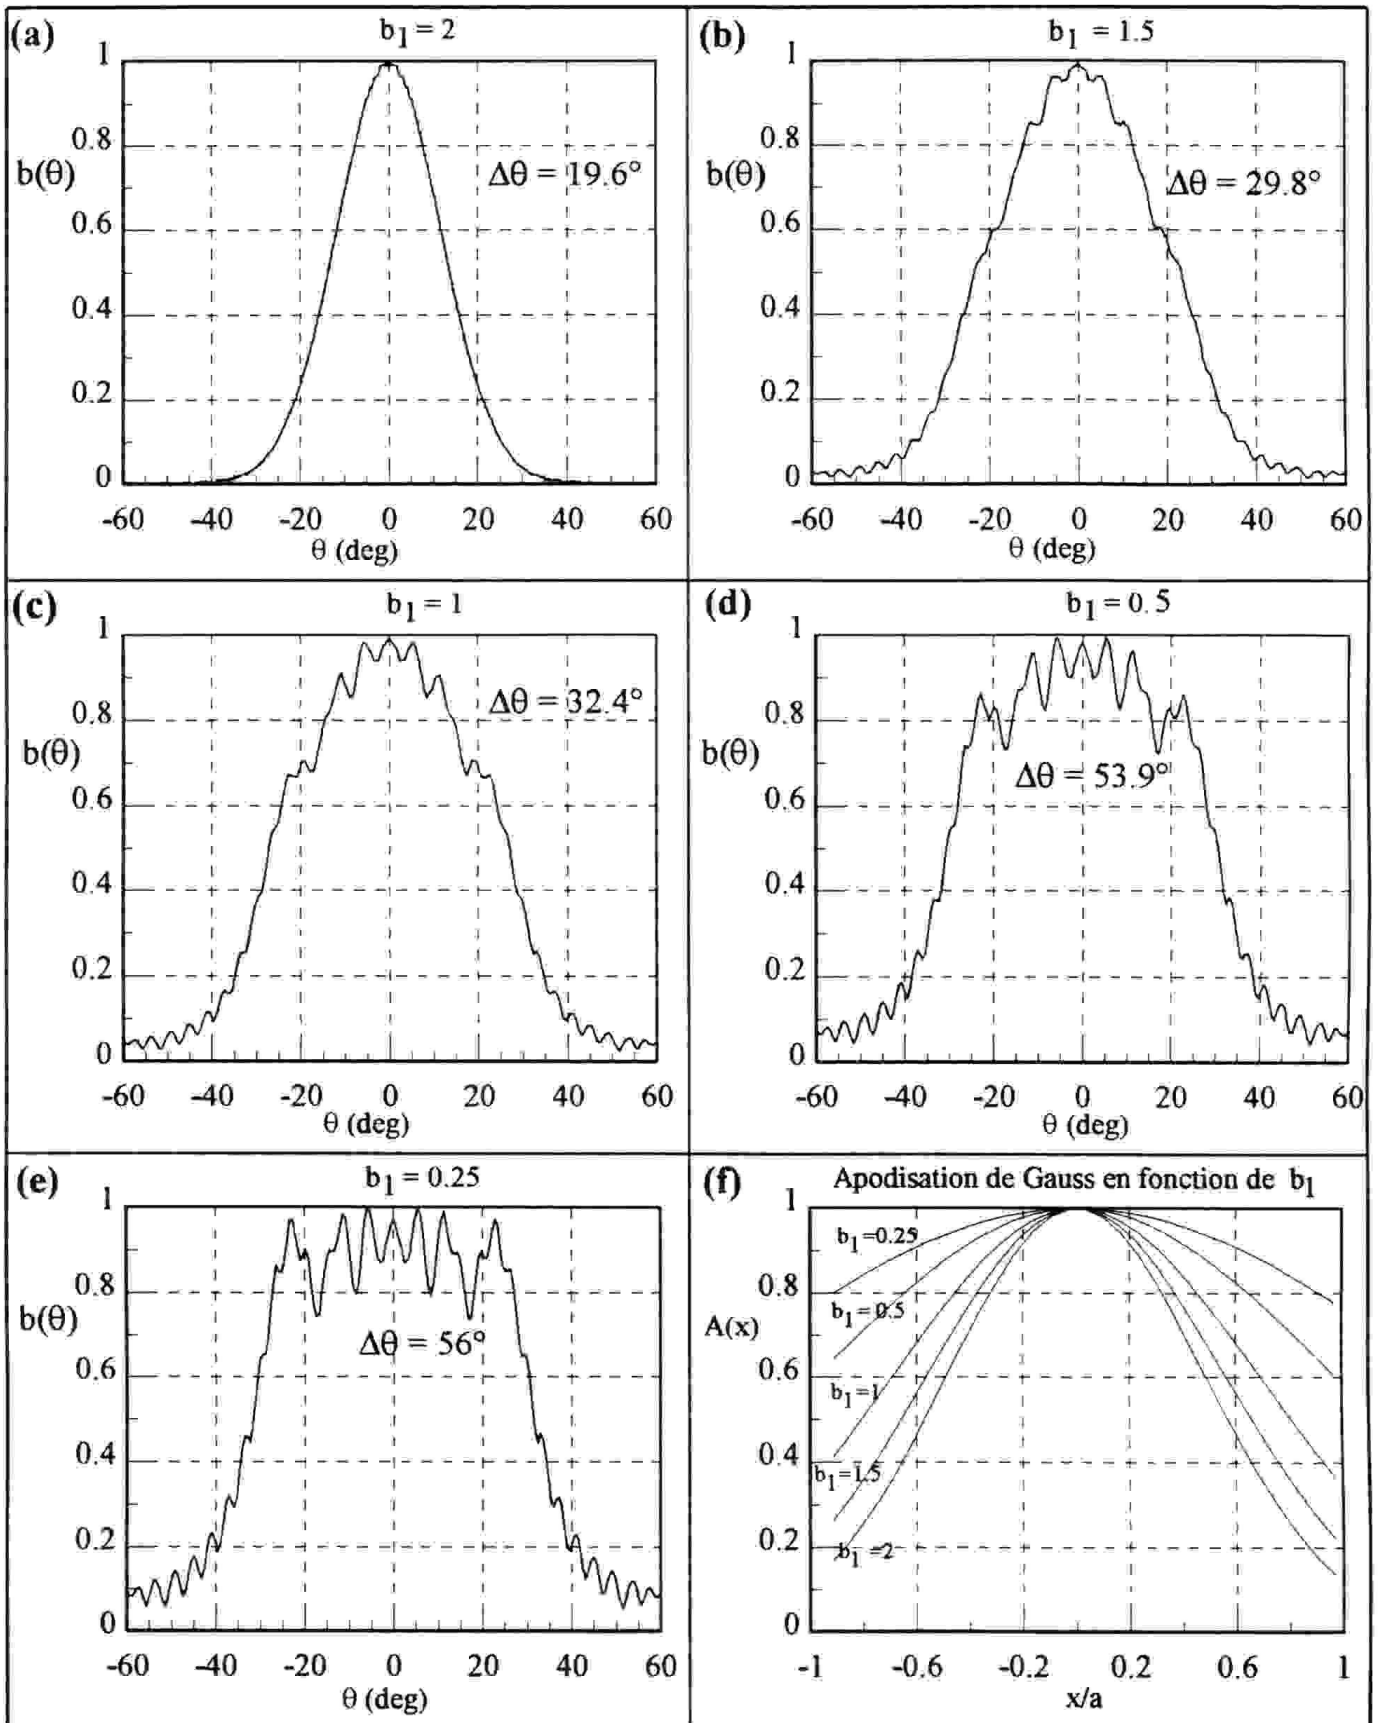 (a)
b1 = 2
1
0.8
b(θ)
Δθ = 19.6°
0.6
0.4
0.2
0
-60 -40 -20 0 20 40 60
θ (deg)
(b)
b1 = 1.5
1
0.8
b(θ)
Δθ = 29.8°
0.6
0.4
0.2
0
-60 -40 -20 0 20 40 60
θ (deg)
(c)
b1 = 1
1
0.8
Δθ = 32.4°
b(θ)
0.6
0.4
0.2
0
-60 -40 -20 0 20 40 60
θ (deg)
(d)
b1 = 0.5
1
0.8
b(θ)
Δθ = 53.9°
0.6
0.4
0.2
0
-60 -40 -20 0 20 40 60
θ (deg)
(e)
b1 = 0.25
1
0.8
b(θ)
Δθ = 56°
0.6
0.4
0.2
0
-60 -40 -20 0 20 40 60
θ (deg)
(f)
Apodisation de Gauss en fonction de b1
1
b1=0.25
0.8
b1=0.5
A(x)
0.6
b1=1
0.4
b1=1.5
0.2
b1=2
0
-1 -0.6 -0.2 0.2 0.6 1
x/a